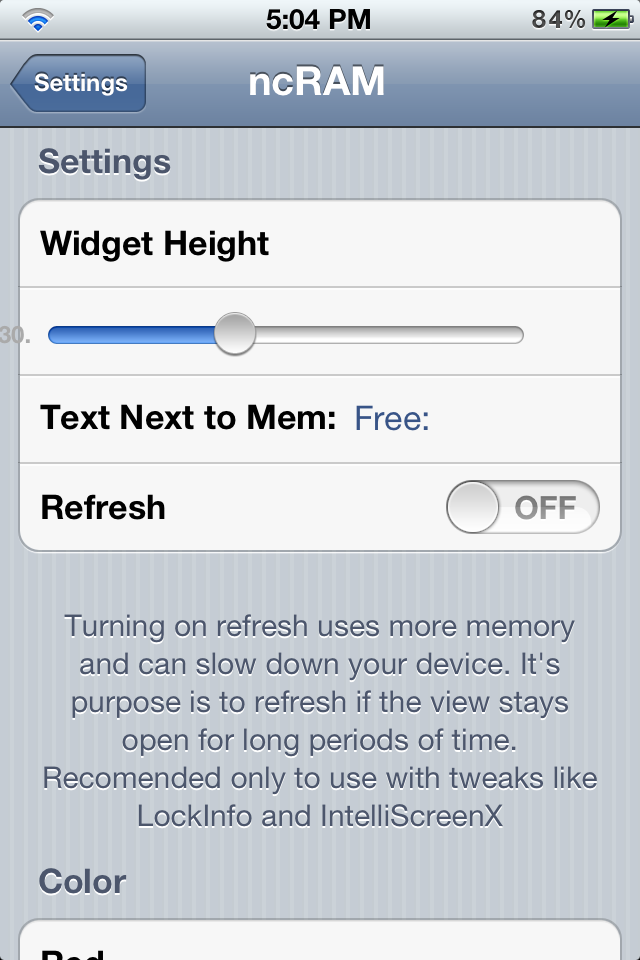 5:04 PM 84%
Settings ncRAM
Settings
Widget Height
30.
Text Next to Mem: Free:
Refresh OFF
Turning on refresh uses more memory
and can slow down your device. It's
purpose is to refresh if the view stays
open for long periods of time.
Recomended only to use with tweaks like
LockInfo and IntelliScreenX
Color
Red